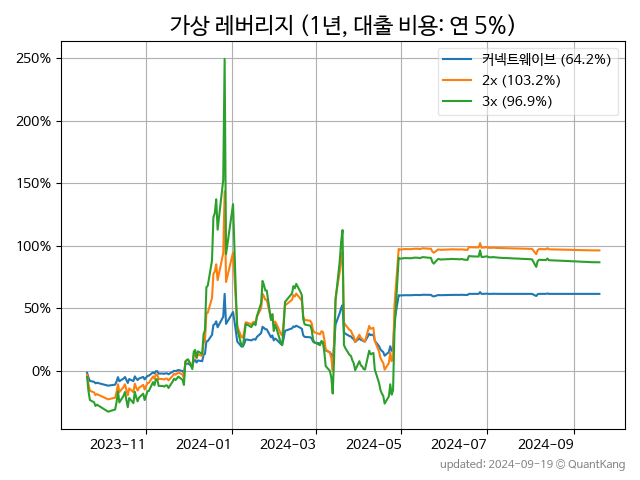 가상 레버리지 (1년, 대출 비용: 연 5%)
커넥트웨이브 (64.2%)
2x (103.2%)
3x (96.9%)
250%
200%
150%
100%
50%
0%
2023-11
2024-01
2024-03
2024-05
2024-07
2024-09
updated: 2024-09-19 © QuantKang